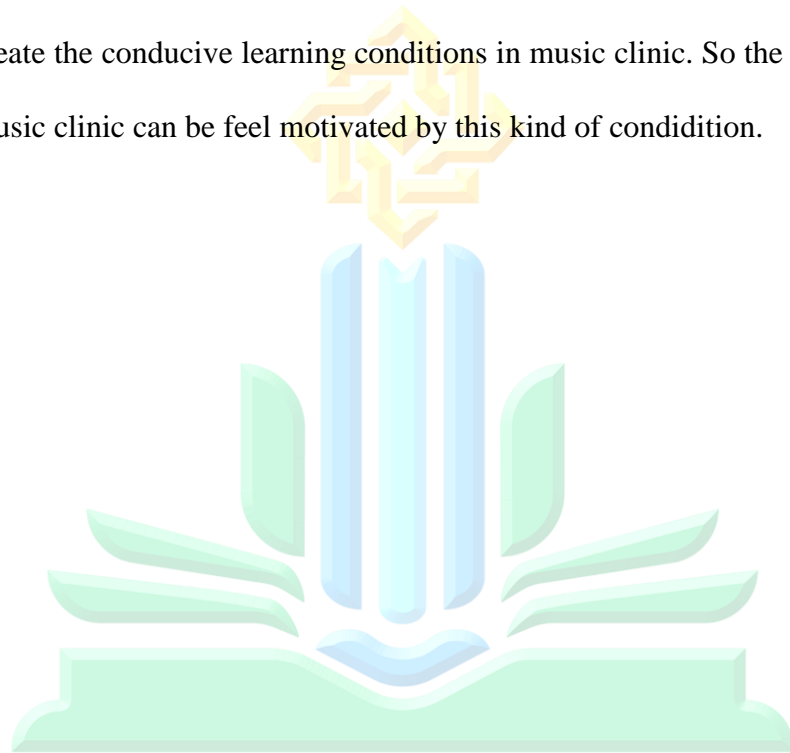 eate the conducive learning conditions in music clinic. So the
usic clinic can be feel motivated by this kind of condidition.